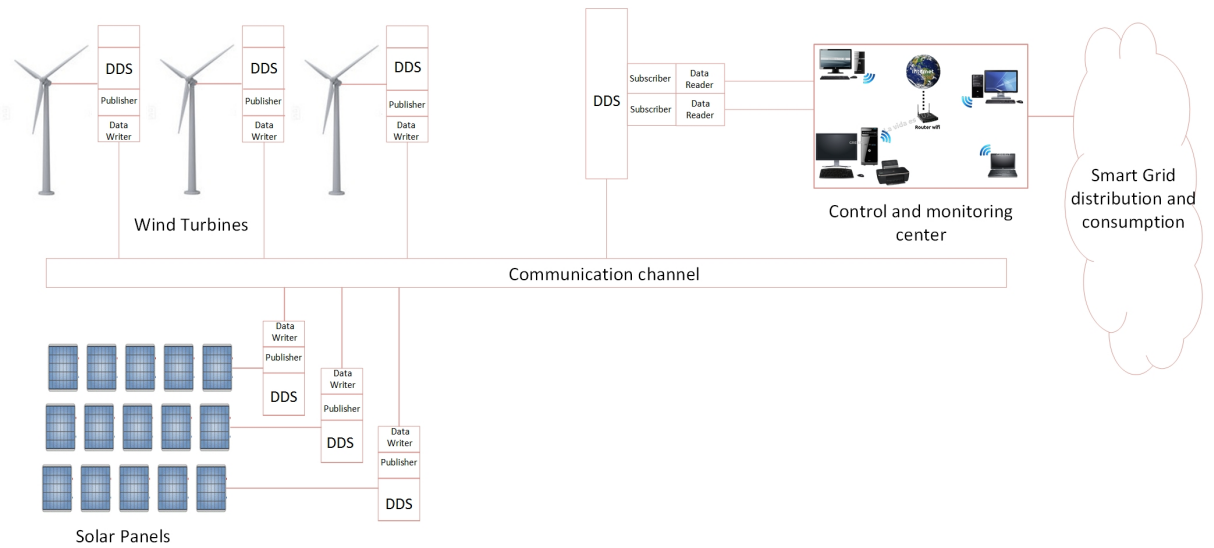 DDS
Publisher
Data
Writer
DDS
Publisher
Data
Writer
DDS
Publisher
Data
Writer
Wind Turbines
DDS
Subscriber
Data
Reader
Subscriber
Data
Reader
Internet
Router wifi
Control and monitoring
center
Smart Grid
distribution and
consumption
Communication channel
Data
Writer
Publisher
DDS
Data
Writer
Publisher
DDS
Data
Writer
Publisher
DDS
Solar Panels